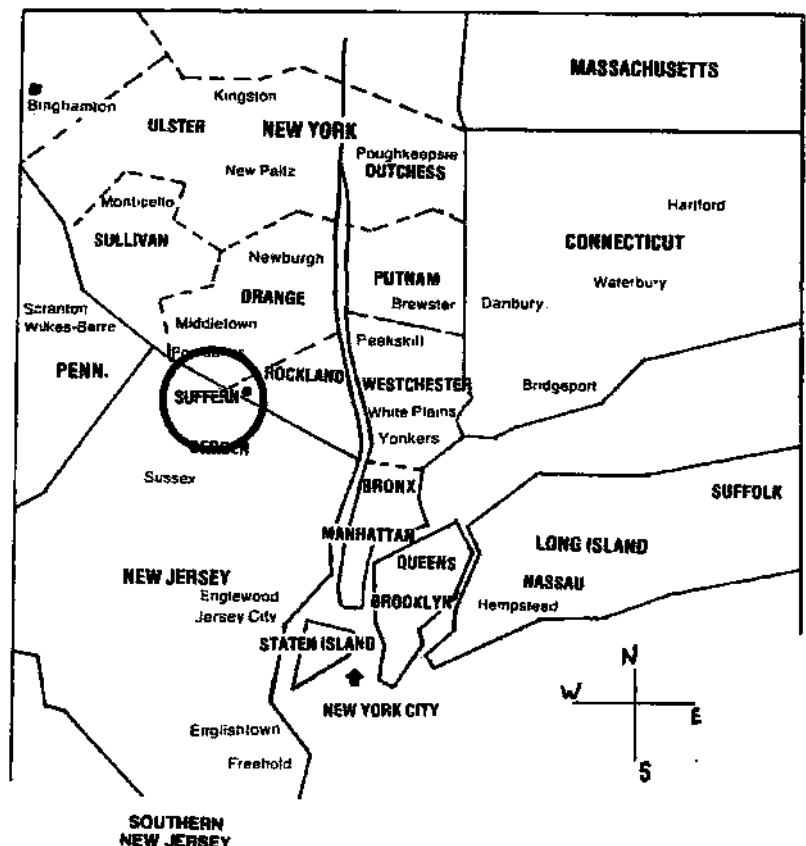 MASSACHUSETTS
Binghamton
Kingston
ULSTER
NEW YORK
Poughkeepsie
DUTCHESS
New Paltz
Monticello
Hartford
SULLIVAN
CONNECTICUT
Newburgh
PUTNAM
Waterbury
ORANGE
Brewster
Danbury
Scranton
Wilkes-Barre
Middletown
Peekskill
PENN.
ROCKLAND
WESTCHESTER
Bridgeport
SUFFERN
White Plains
Yonkers
BERGEN
Sussex
BRONX
SUFFOLK
MANHATTAN
LONG ISLAND
QUEENS
NEW JERSEY
NASSAU
Englewood
BROOKLYN
Hempstead
Jersey City
STATEN ISLAND
N
W
E
S
NEW YORK CITY
Englishtown
Freehold
SOUTHERN
NEW JERSEY